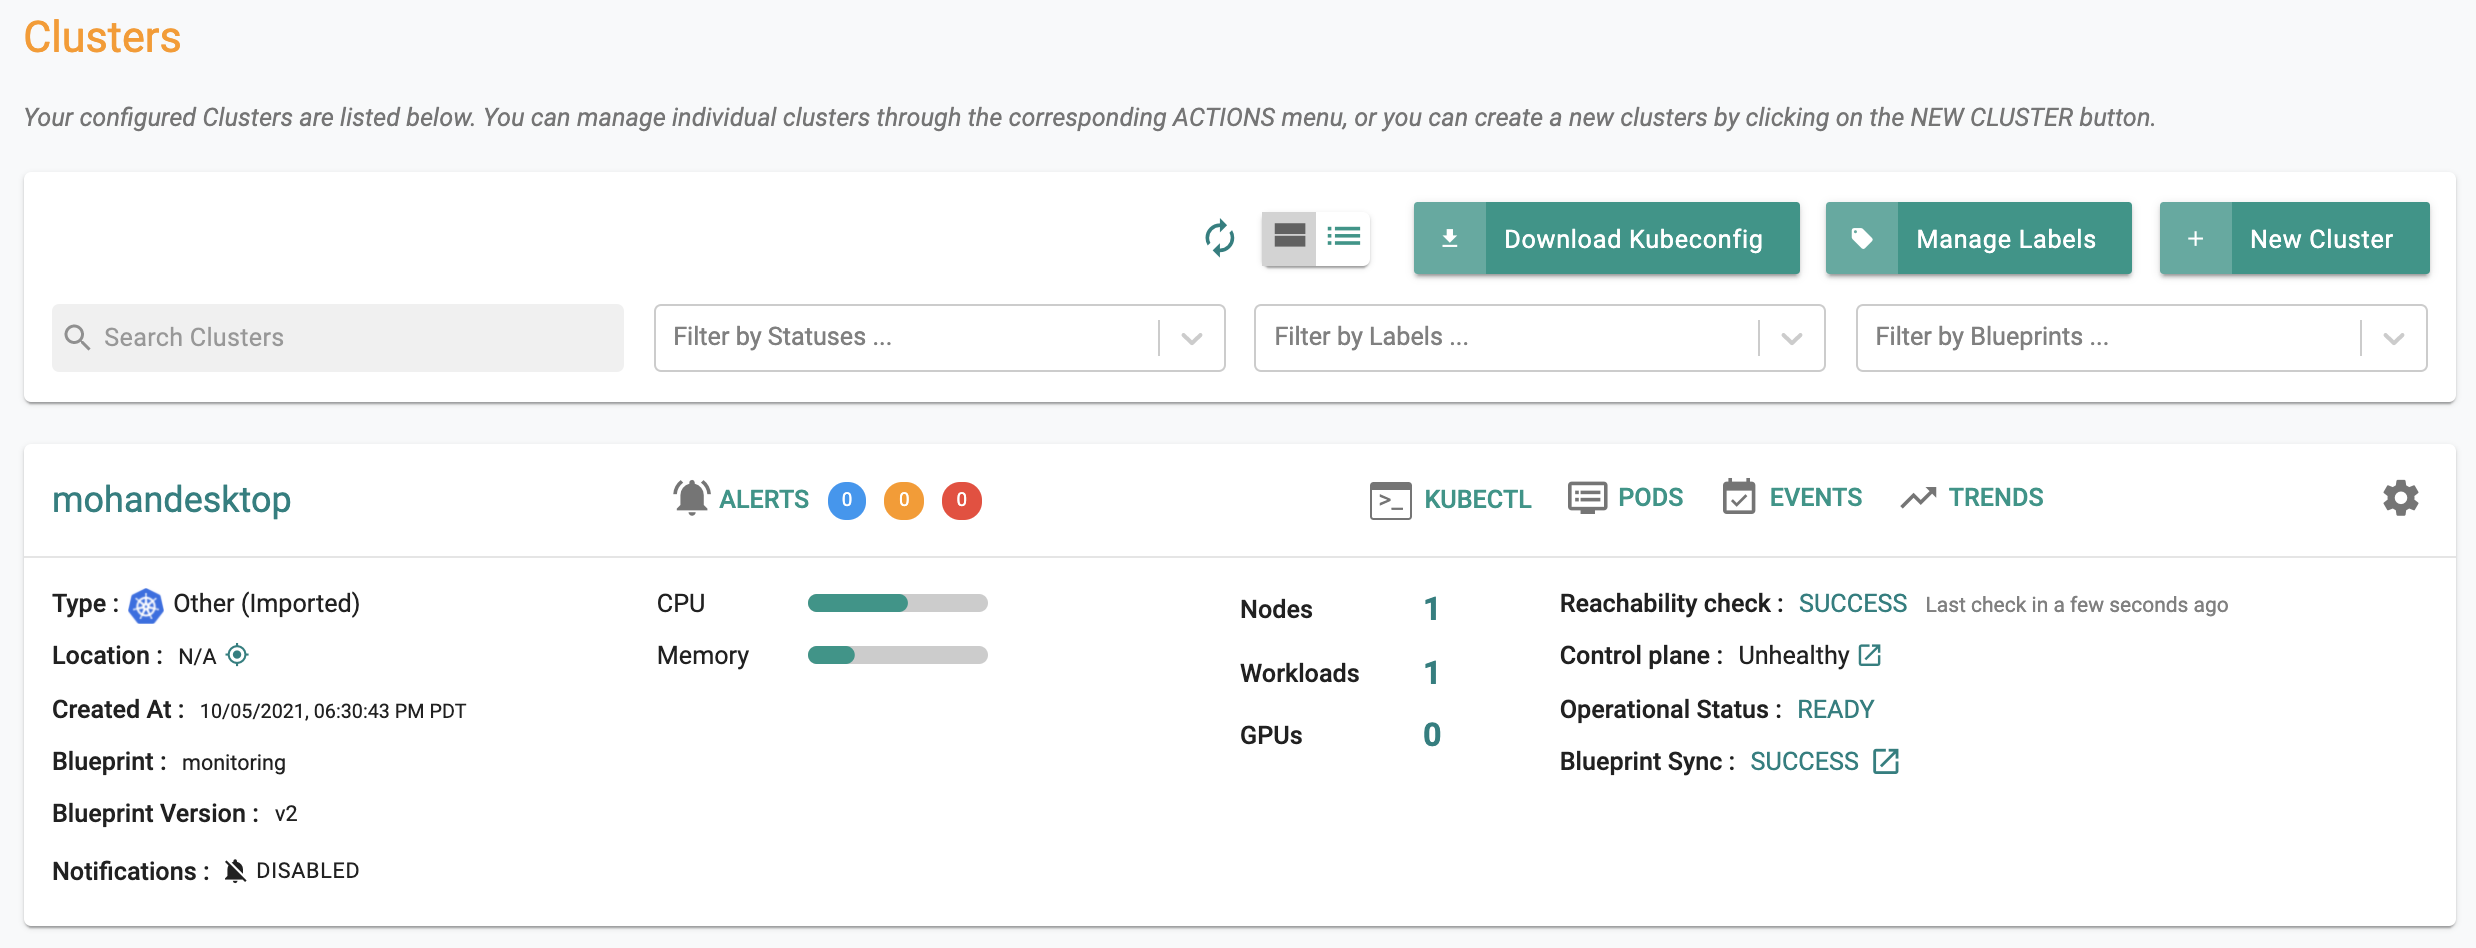 Clusters
Your configured Clusters are listed below. You can manage individual clusters through the corresponding ACTIONS menu, or you can create a new clusters by clicking on the NEW CLUSTER button.
Download Kubeconfig
Manage Labels
+ New Cluster
Search Clusters
Filter by Statuses ...
Filter by Labels ...
Filter by Blueprints ...
mohandesktop
ALERTS 0 0 0
>_ KUBECTL
PODS
EVENTS
TRENDS
Type : Other (Imported)
Location : N/A
Created At : 10/05/2021, 06:30:43 PM PDT
Blueprint : monitoring
Blueprint Version : v2
Notifications : DISABLED
CPU
Memory
Nodes 1
Workloads 1
GPUs 0
Reachability check : SUCCESS Last check in a few seconds ago
Control plane : Unhealthy
Operational Status : READY
Blueprint Sync : SUCCESS